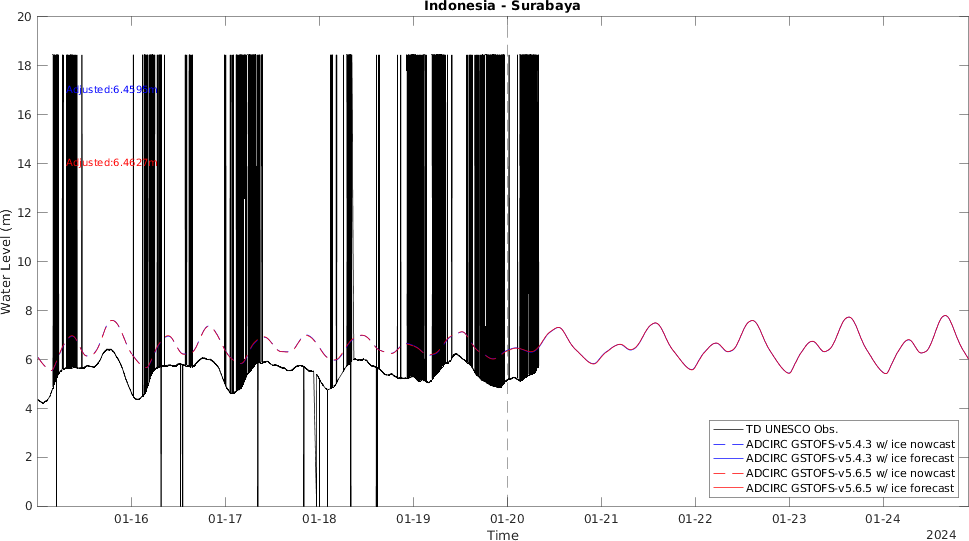 Indonesia - Surabaya
20
18
16
14
12
10
8
6
4
2
0
Water Level (m)
Adjusted:6.4627m
01-16
01-17
01-18
01-19
01-20
01-21
01-22
01-23
01-24
Time
2024
TD UNESCO Obs.
ADCIRC GSTOFS-v5.4.3 w/ ice nowcast
ADCIRC GSTOFS-v5.4.3 w/ ice forecast
ADCIRC GSTOFS-v5.6.5 w/ ice nowcast
ADCIRC GSTOFS-v5.6.5 w/ ice forecast